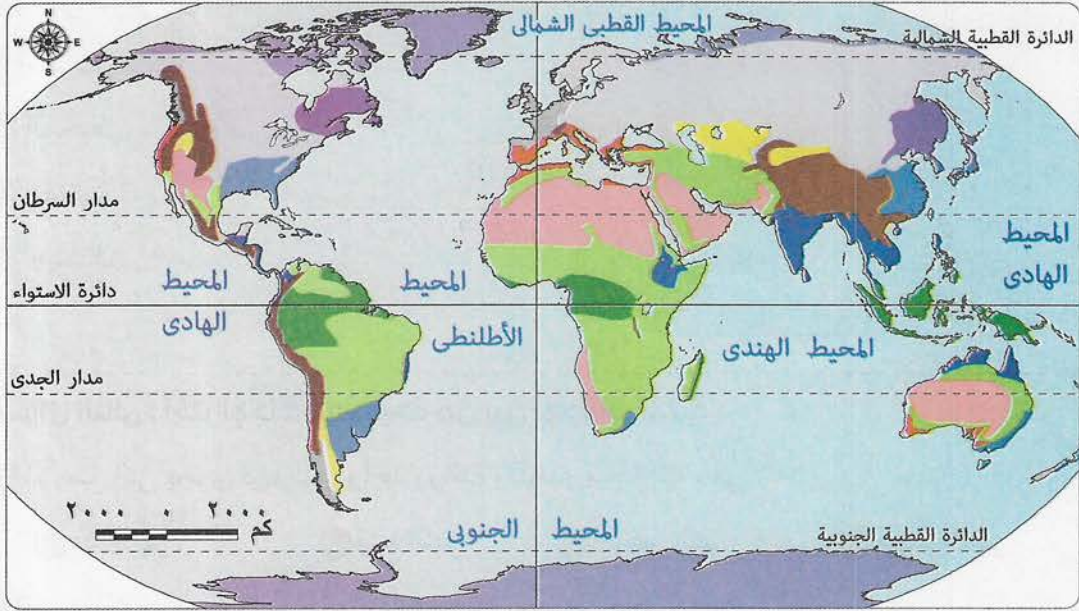 N
W E
S
المحيط القطبى الشمالى
الدائرة القطبية الشمالية
مدار السرطان
المحيط
الهادى
دائرة الاستواء
المحيط
الهادى
المحيط
الأطلنطى
المحيط الهندى
مدار الجدى
٢٠٠٠ ٠ ٢٠٠٠
كم
المحيط الجنوبى
الدائرة القطبية الجنوبية